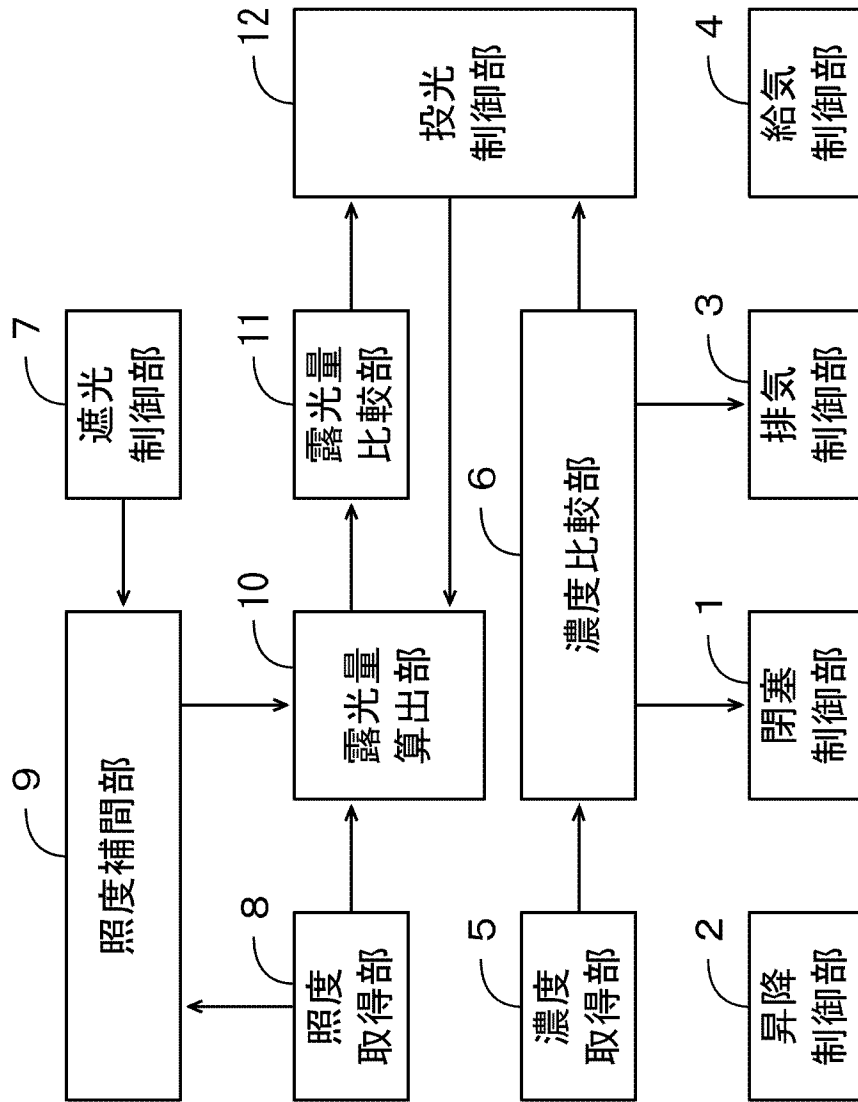 9
照度補間部
7
遮光
制御部
8
照度
取得部
10
露光量
算出部
11
露光量
比較部
12
投光
制御部
5
濃度
取得部
6
濃度比較部
2
昇降
制御部
1
閉塞
制御部
3
排気
制御部
4
給気
制御部